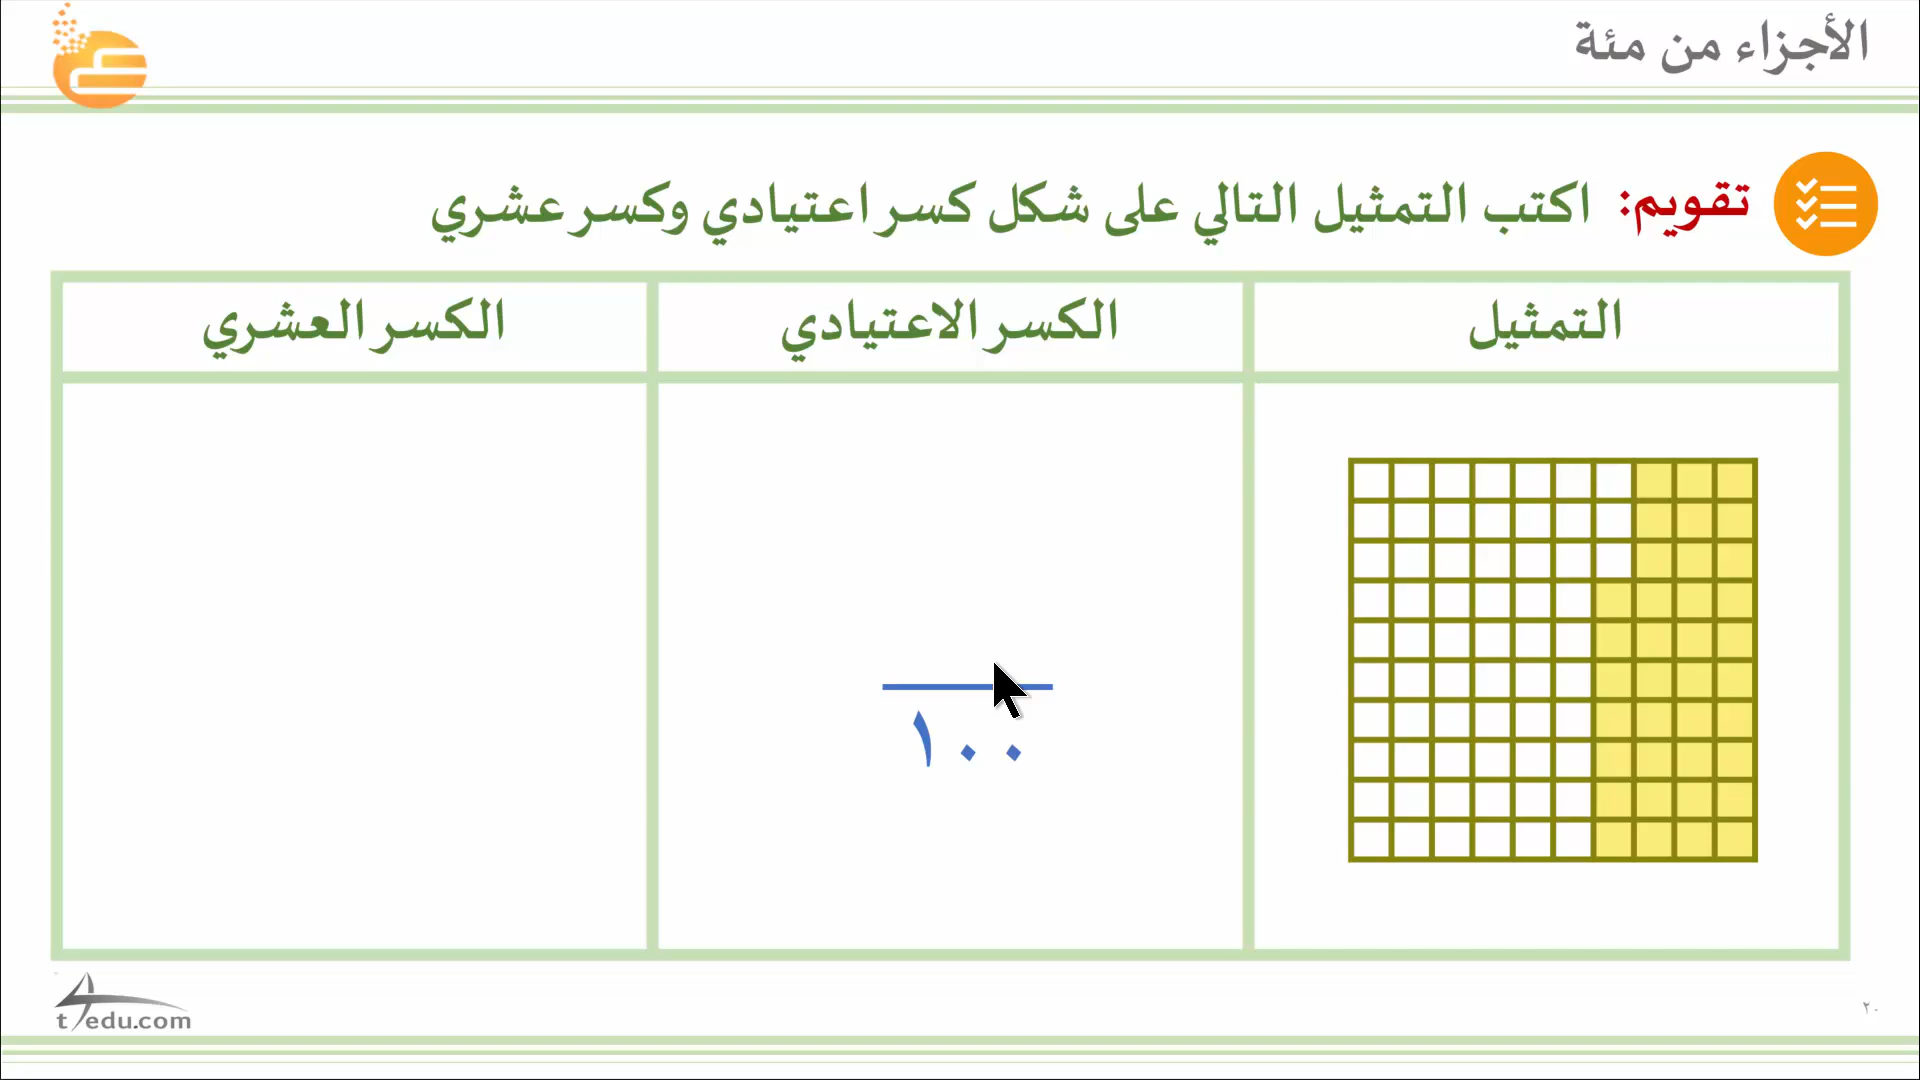 الأجزاء من مئة
تقويم: اكتب التمثيل التالي على شكل كسر اعتيادي وكسر عشري
التمثيل
الكسر الاعتيادي
الكسر العشري
١٠٠
t4edu.com
٢٠